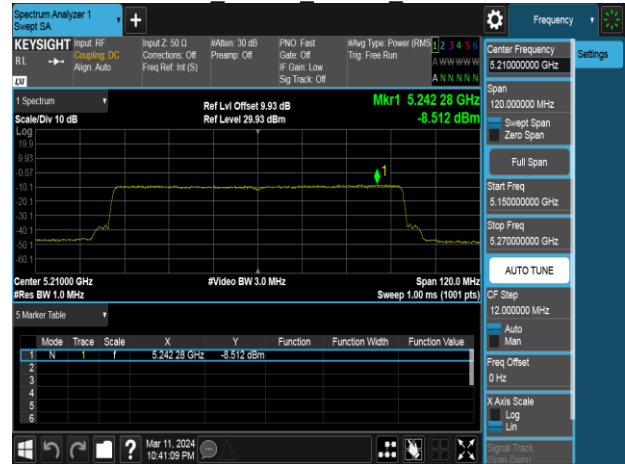 Spectrum Analyzer 1
Swept SA
Frequency
KEYSIGHT
RL
LXI
Input: RF
Coupling: DC
Align: Auto
Input Z: 50 Ω
Corrections: Off
Freq Ref: Int (S)
#Atten: 30 dB
Preamp: Off
PNO: Fast
Gate: Off
IF Gain: Low
Sig Track: Off
#Avg Type: Power (RMS
Trig: Free Run
1 2 3 4 5 6
A W W W W W
A N N N N N
1 Spectrum
Scale/Div 10 dB
Ref Lvl Offset 9.93 dB
Ref Level 29.93 dBm
Mkr1 5.242 28 GHz
-8.512 dBm
Log
19.9
9.93
-0.07
-10.1
-20.1
-30.1
-40.1
-50.1
-60.1
1
Center 5.21000 GHz
#Res BW 1.0 MHz
#Video BW 3.0 MHz
Span 120.0 MHz
Sweep 1.00 ms (1001 pts)
5 Marker Table
Mode Trace Scale X Y Function Function Width Function Value
1 N 1 f 5.242 28 GHz -8.512 dBm
2
3
4
5
6
Center Frequency
5.210000000 GHz
Settings
Span
120.000000 MHz
Swept Span
Zero Span
Full Span
Start Freq
5.150000000 GHz
Stop Freq
5.270000000 GHz
AUTO TUNE
CF Step
12.000000 MHz
Auto
Man
Freq Offset
0 Hz
X Axis Scale
Log
Lin
Signal Track
(Span Zoom)
?
Mar 11, 2024
10:41:09 PM